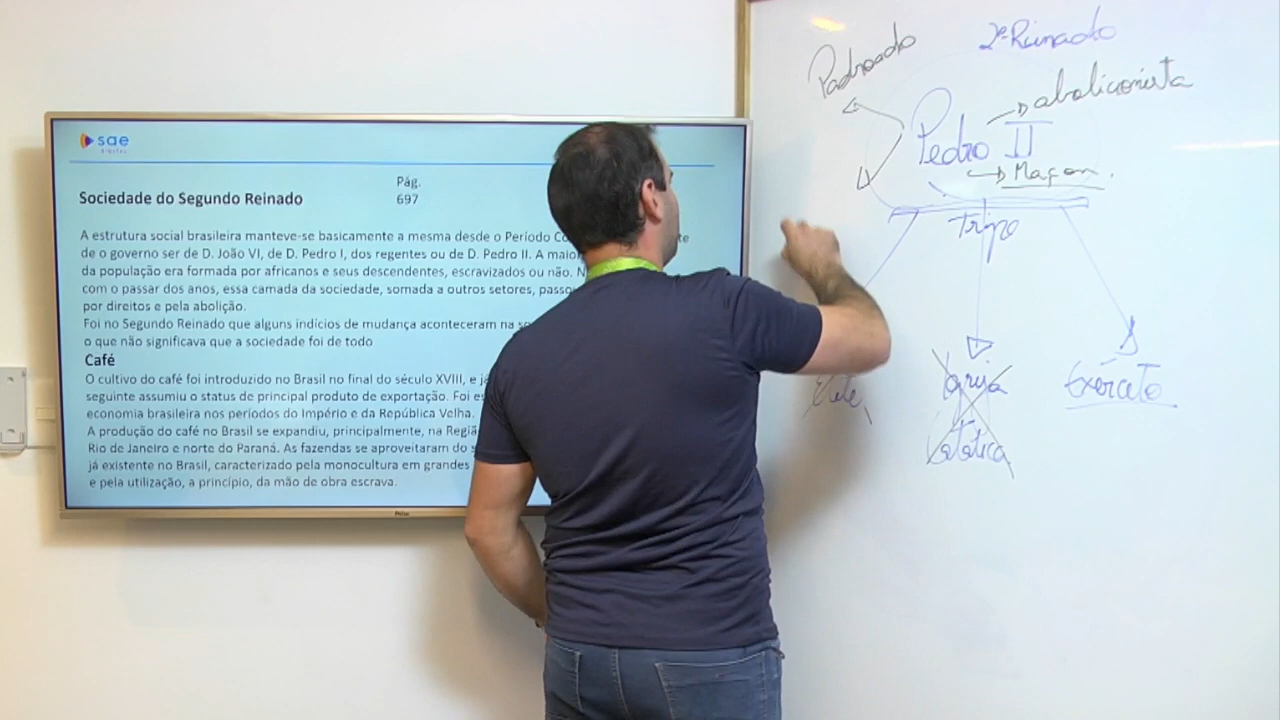 sae
digital
Sociedade do Segundo Reinado
Pág.
697
A estrutura social brasileira manteve-se basicamente a mesma desde o Período
de o governo ser de D. João VI, de D. Pedro I, dos regentes ou de D. Pedro II. A
da população era formada por africanos e seus descendentes, escravizados ou não.
com o passar dos anos, essa camada da sociedade, somada a outros setores,
por direitos e pela abolição.
Foi no Segundo Reinado que alguns indícios de mudança aconteceram na
o que não significava que a sociedade foi de todo
Café
O cultivo do café foi introduzido no Brasil no final do século XVIII, e
seguinte assumiu o status de principal produto de exportação. Foi
economia brasileira nos períodos do Império e da República Velha.
A produção do café no Brasil se expandiu, principalmente, na
Rio de Janeiro e norte do Paraná. As fazendas se aproveitaram do
já existente no Brasil, caracterizado pela monocultura em grandes
e pela utilização, a princípio, da mão de obra escrava.
2º Reinado
Padroado
abolicionista
Pedro II
Maçon.
Tripé
Elite
Igreja
Católica
Exército